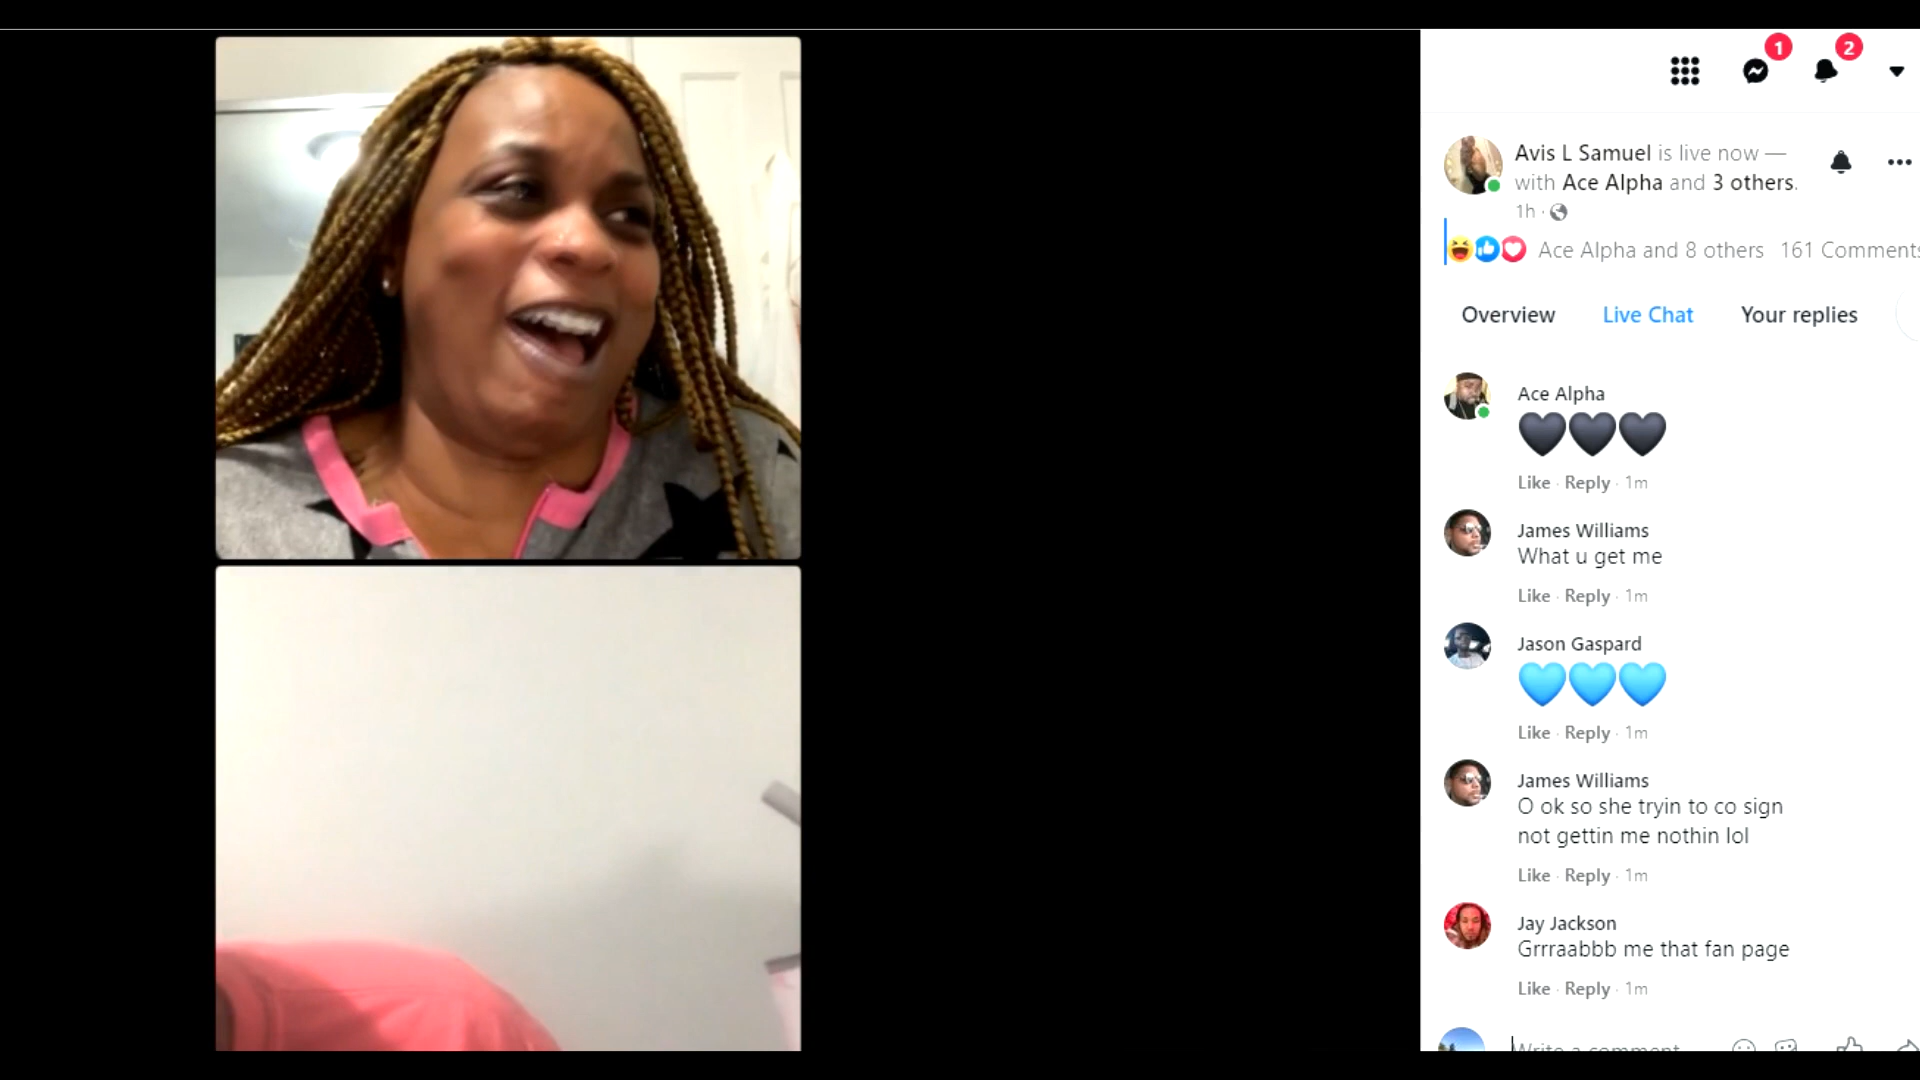 1
2
Avis L Samuel is live now —
with Ace Alpha and 3 others.
1h ·
Ace Alpha and 8 others 161 Comments
Overview Live Chat Your replies
Ace Alpha
Like · Reply · 1m
James Williams
What u get me
Like · Reply · 1m
Jason Gaspard
Like · Reply · 1m
James Williams
O ok so she tryin to co sign
not gettin me nothin lol
Like · Reply · 1m
Jay Jackson
Grrraabbb me that fan page
Like · Reply · 1m
Write a comment